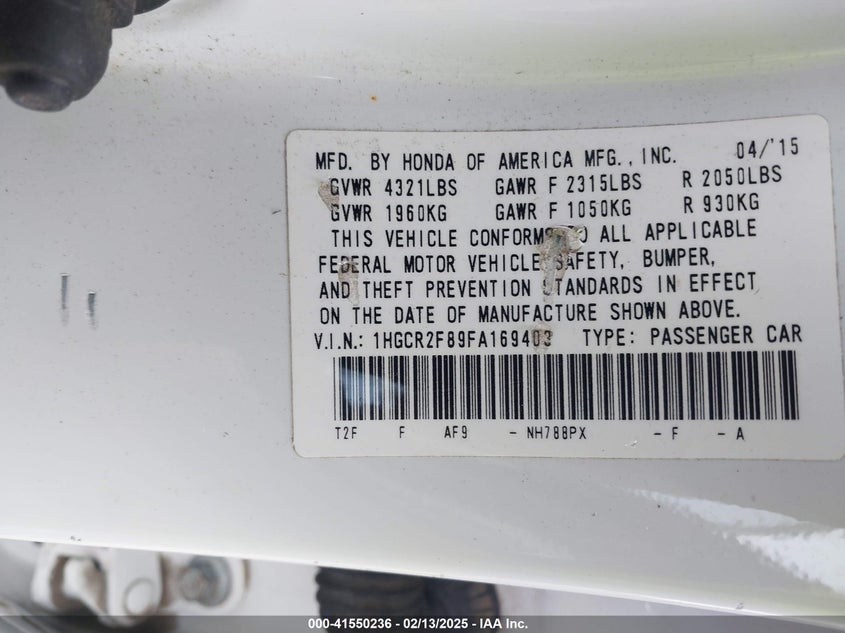 MFD. BY HONDA OF AMERICA MFG., INC. 04/'15
GVWR 4321LBS GAWR F 2315LBS R 2050LBS
GVWR 1960KG GAWR F 1050KG R 930KG
THIS VEHICLE CONFORMS TO ALL APPLICABLE
FEDERAL MOTOR VEHICLE SAFETY, BUMPER,
AND THEFT PREVENTION STANDARDS IN EFFECT
ON THE DATE OF MANUFACTURE SHOWN ABOVE.
V.I.N.: 1HGCR2F89FA169403 TYPE: PASSENGER CAR
T2F F AF9 - NH788PX - F - A
000-41550236 - 02/13/2025 - IAA Inc.